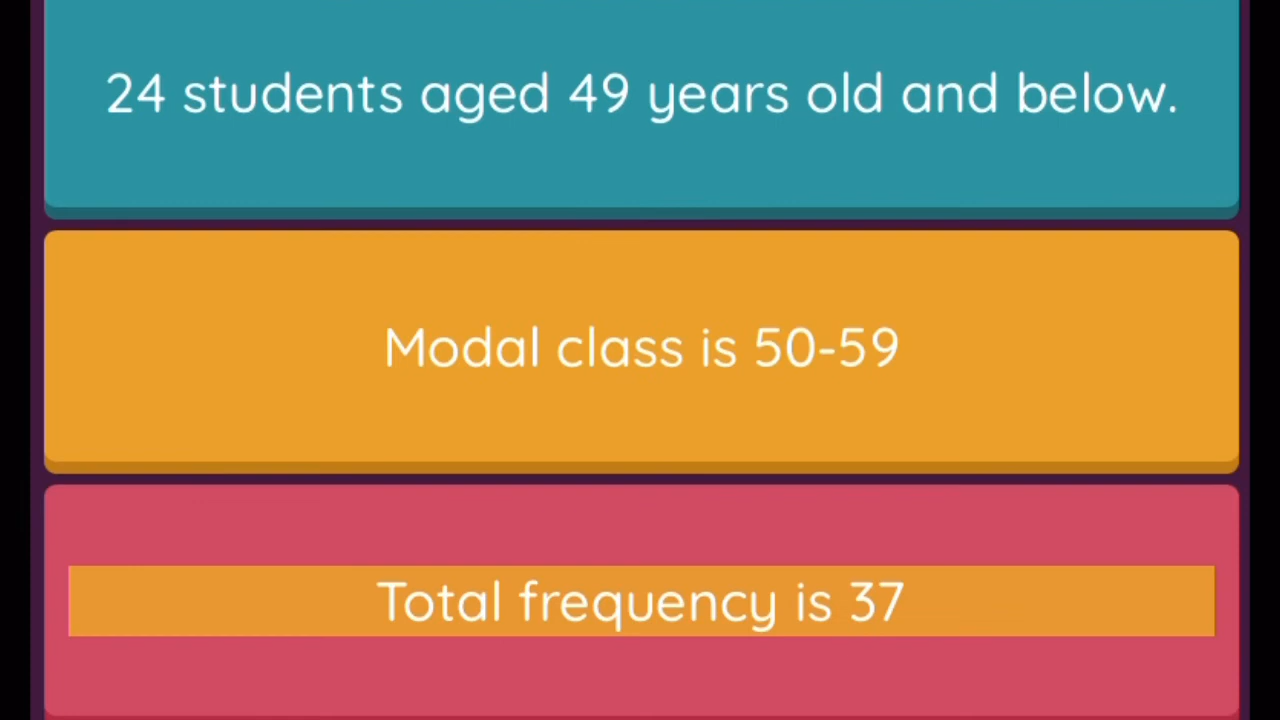 24 students aged 49 years old and below.
Modal class is 50-59
Total frequency is 37